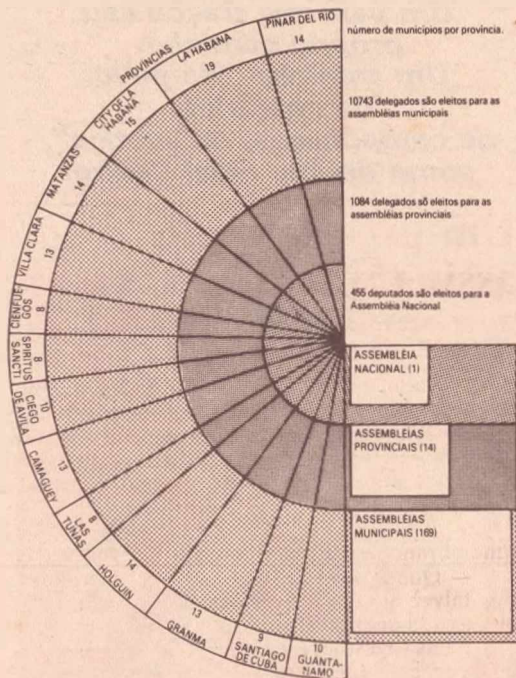 PROVINCIAS
PINAR DEL RIO
14
LA HABANA
19
CITY OF LA
HABANA
15
MATANZAS
14
VILLA CLARA
13
CIENFUE-
GOS
8
SPIRITUS
SANCTI
8
CIEGO
DE AVILA
10
CAMAGUEY
13
LAS
TUNAS
8
HOLGUIN
14
GRANMA
13
SANTIAGO
DE CUBA
9
GUANTA-
NAMO
10
número de municípios por província.
10743 delegados são eleitos para as
assembléias municipais
1084 delegados sõ eleitos para as
assembléias provinciais
455 deputados são eleitos para a
Assembléia Nacional
ASSEMBLÉIA
NACIONAL (1)
ASSEMBLÉIAS
PROVINCIAIS (14)
ASSEMBLÉIAS
MUNICIPAIS (169)